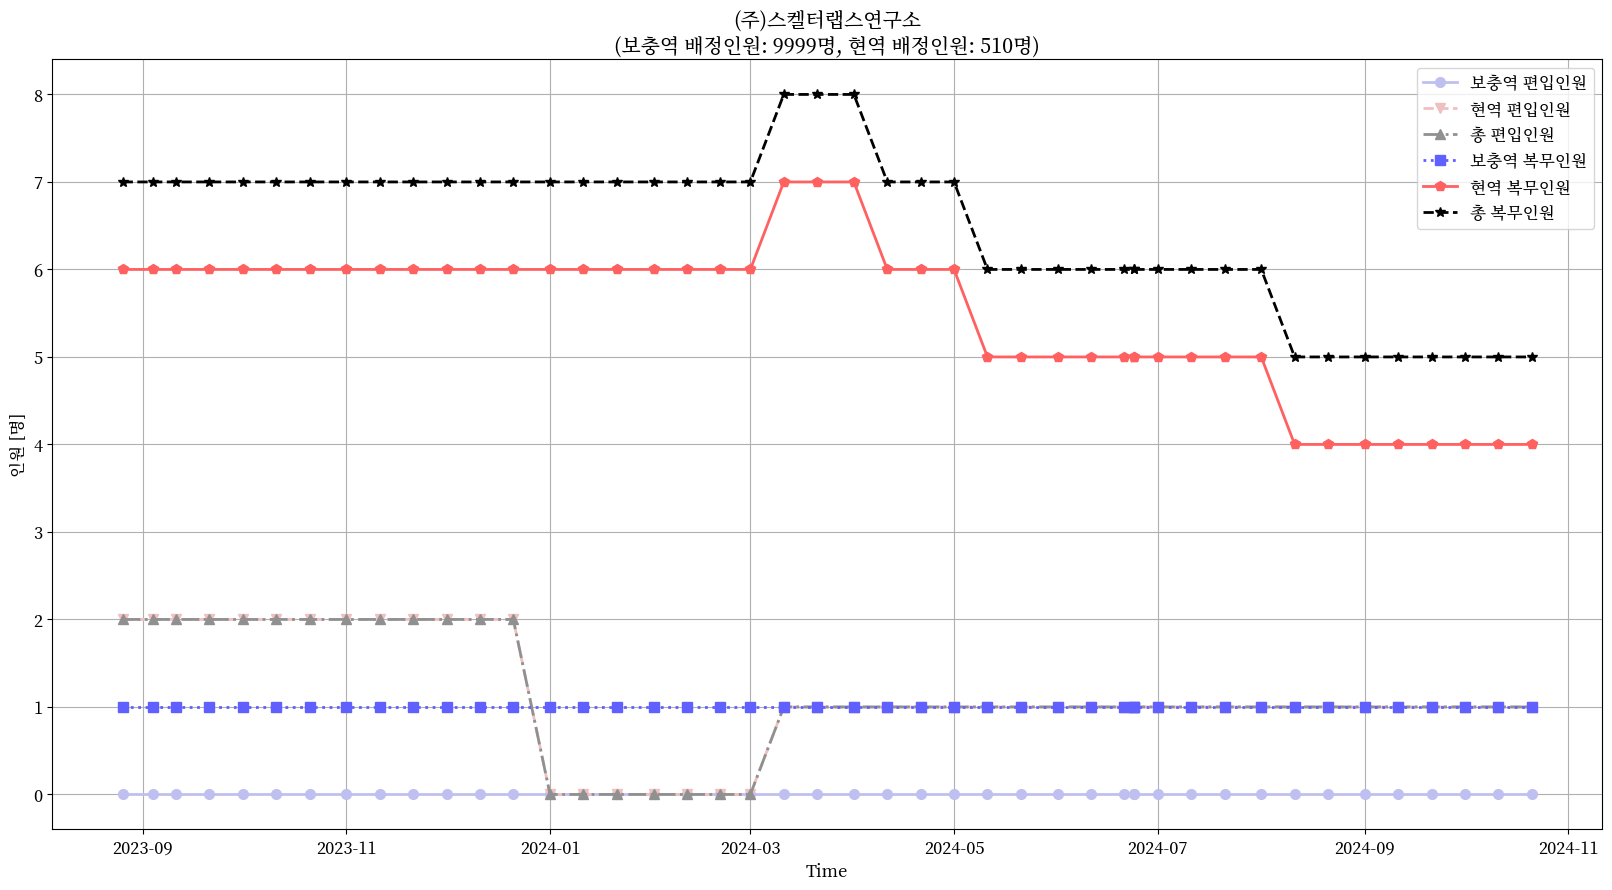 (주)스켈터랩스연구소
(보충역 배정인원: 9999명, 현역 배정인원: 510명)
보충역 편입인원
현역 편입인원
총 편입인원
보충역 복무인원
현역 복무인원
총 복무인원
인원 [명]
8
7
6
5
4
3
2
1
0
2023-09
2023-11
2024-01
2024-03
2024-05
2024-07
2024-09
2024-11
Time